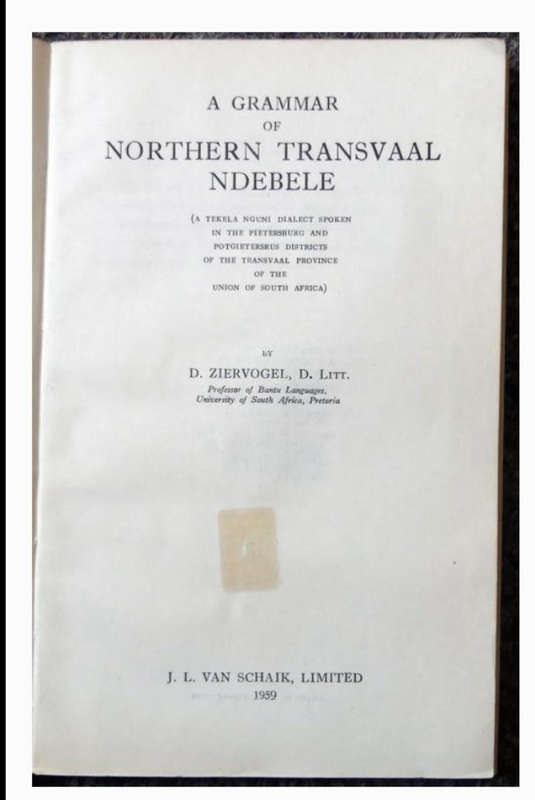 A GRAMMAR
OF
NORTHERN TRANSVAAL
NDEBELE
(A TEKELA NGUNI DIALECT SPOKEN
IN THE PIETERSBURG AND
POTGIETERSRUS DISTRICTS
OF THE TRANSVAAL PROVINCE
OF THE
UNION OF SOUTH AFRICA)
BY
D. ZIERVOGEL, D. LITT.
Professor of Bantu Languages,
University of South Africa, Pretoria
J. L. VAN SCHAIK, LIMITED
1959